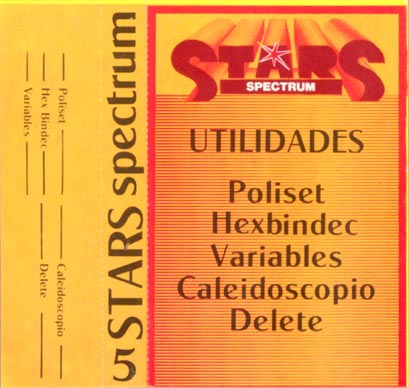 Poliset
Hex Bindec
Variables
Caleidoscopio
Delete
5 STARS spectrum
STARS
SPECTRUM
UTILIDADES
Poliset
Hexbindec
Variables
Caleidoscopio
Delete